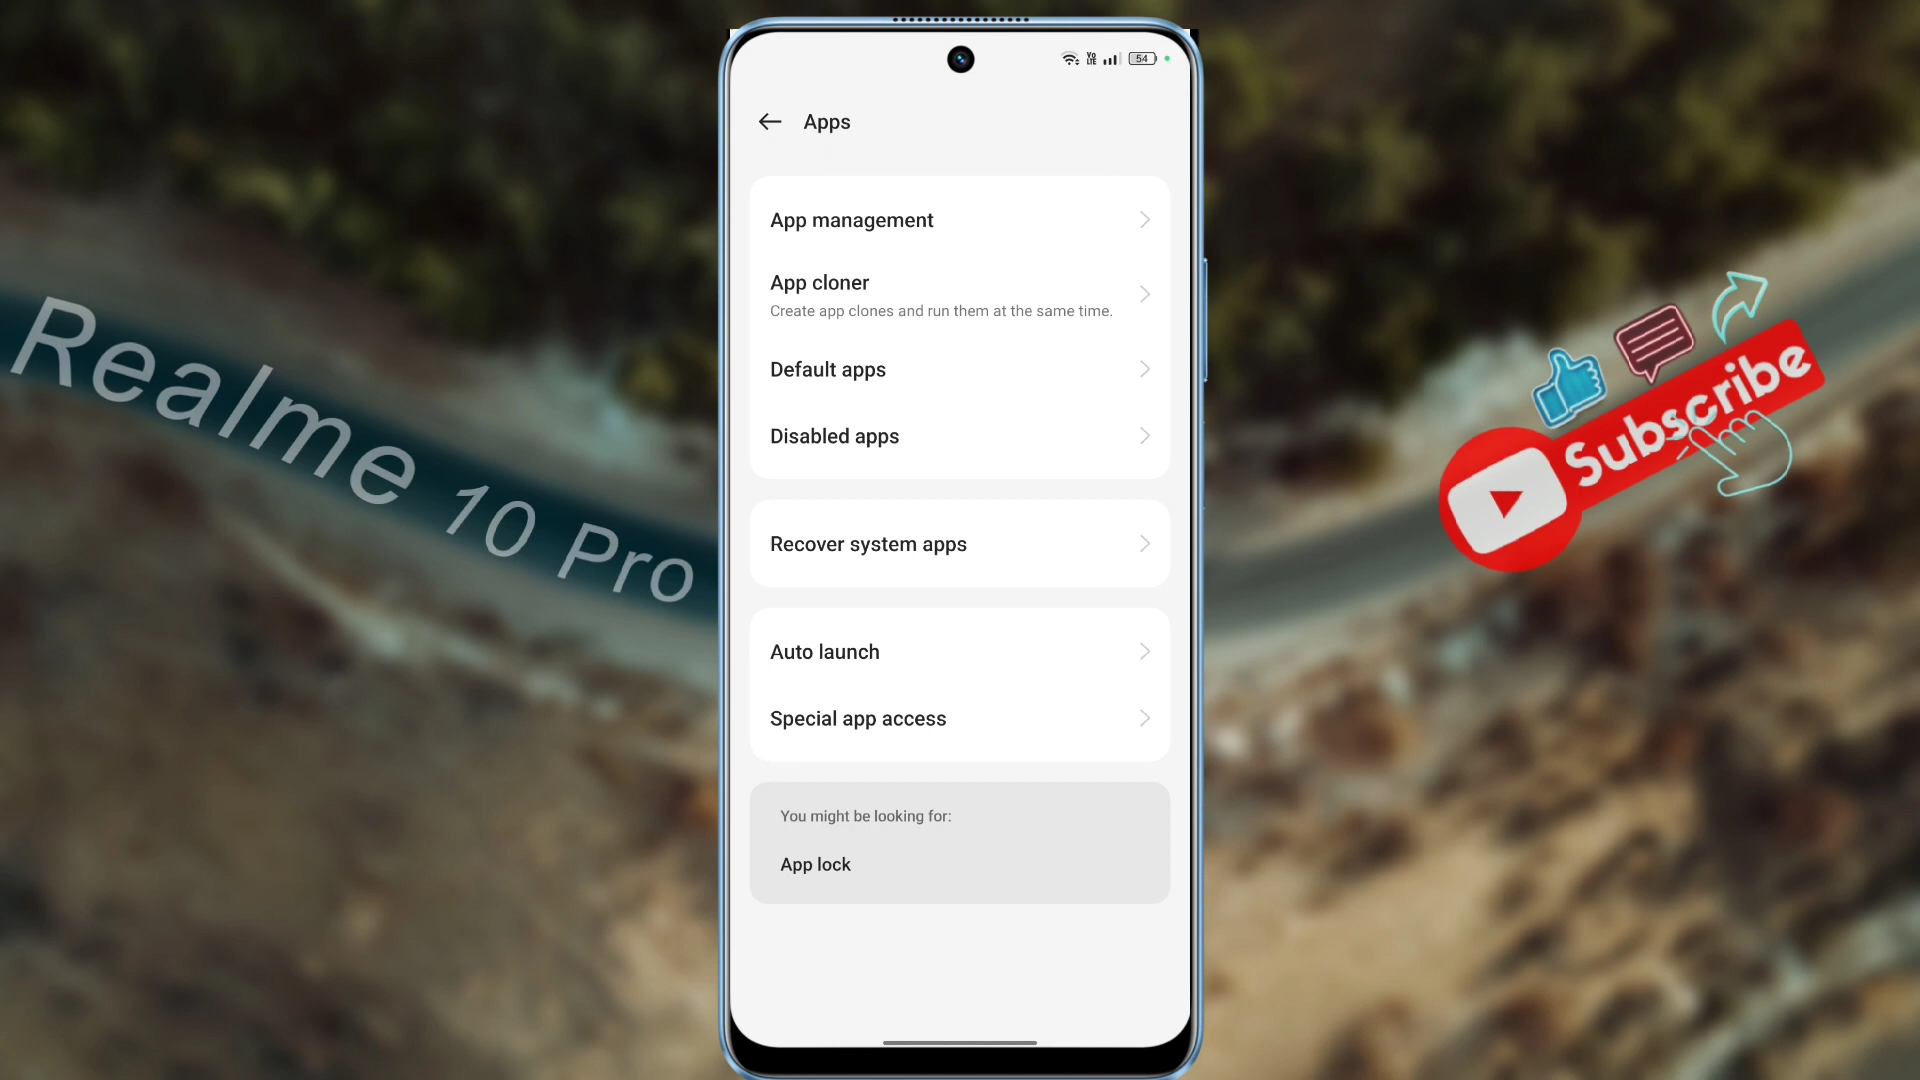 VO
LTE
54
Apps
App management
App cloner
Create app clones and run them at the same time.
Default apps
Disabled apps
Recover system apps
Auto launch
Special app access
You might be looking for:
App lock
Realme 10 Pro
Subscribe